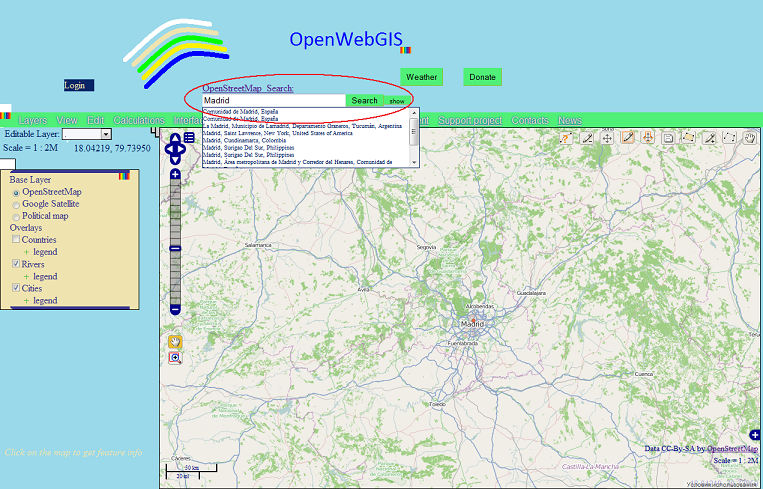 OpenWebGIS
Login
Weather
Donate
OpenStreetMap Search:
Madrid
Search
show
Comunidad de Madrid, España
Comunidad de Madrid, España
La Madrid, Municipio de Lamadrid, Departamento Graneros, Tucumán, Argentina
Madrid, Saint Lawrence, New York, United States of America
Madrid, Cundinamarca, Colombia
Madrid, Surigao Del Sur, Philippines
Madrid, Surigao Del Sur, Philippines
Madrid, Área metropolitana de Madrid y Corredor del Henares, Comunidad de
Layers View Edit Calculations Support project Contacts News
Editable Layer: .
Scale = 1 : 2M 18.04219, 79.73950
Base Layer
OpenStreetMap
Google Satellite
Political map
Overlays
Countries
+ legend
Rivers
+ legend
Cities
+ legend
Soria
Salamanca
Segovia
Guadalajara
Ávila
Alcobendas
Madrid
Fuenlabrada
Cuenca
Toledo
Cáceres
Castilla-La Mancha
50 km
20 mi
Click on the map to get feature info
Data CC-By-SA by OpenStreetMap
Scale = 1 : 2M